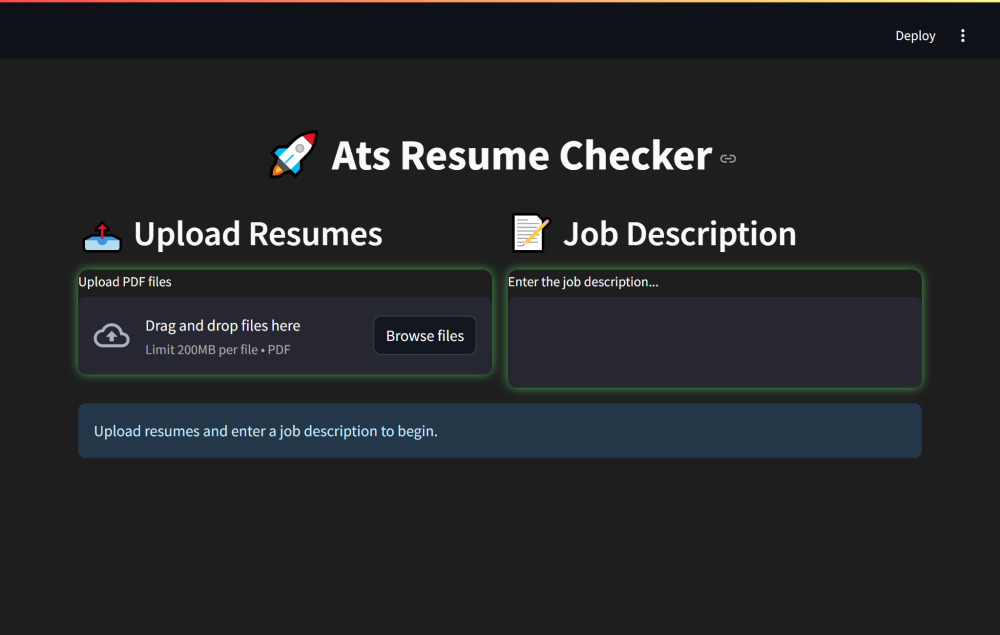 Deploy
🚀 Ats Resume Checker
📤 Upload Resumes
Upload PDF files
Drag and drop files here
Limit 200MB per file • PDF
Browse files
📝 Job Description
Enter the job description...
Upload resumes and enter a job description to begin.